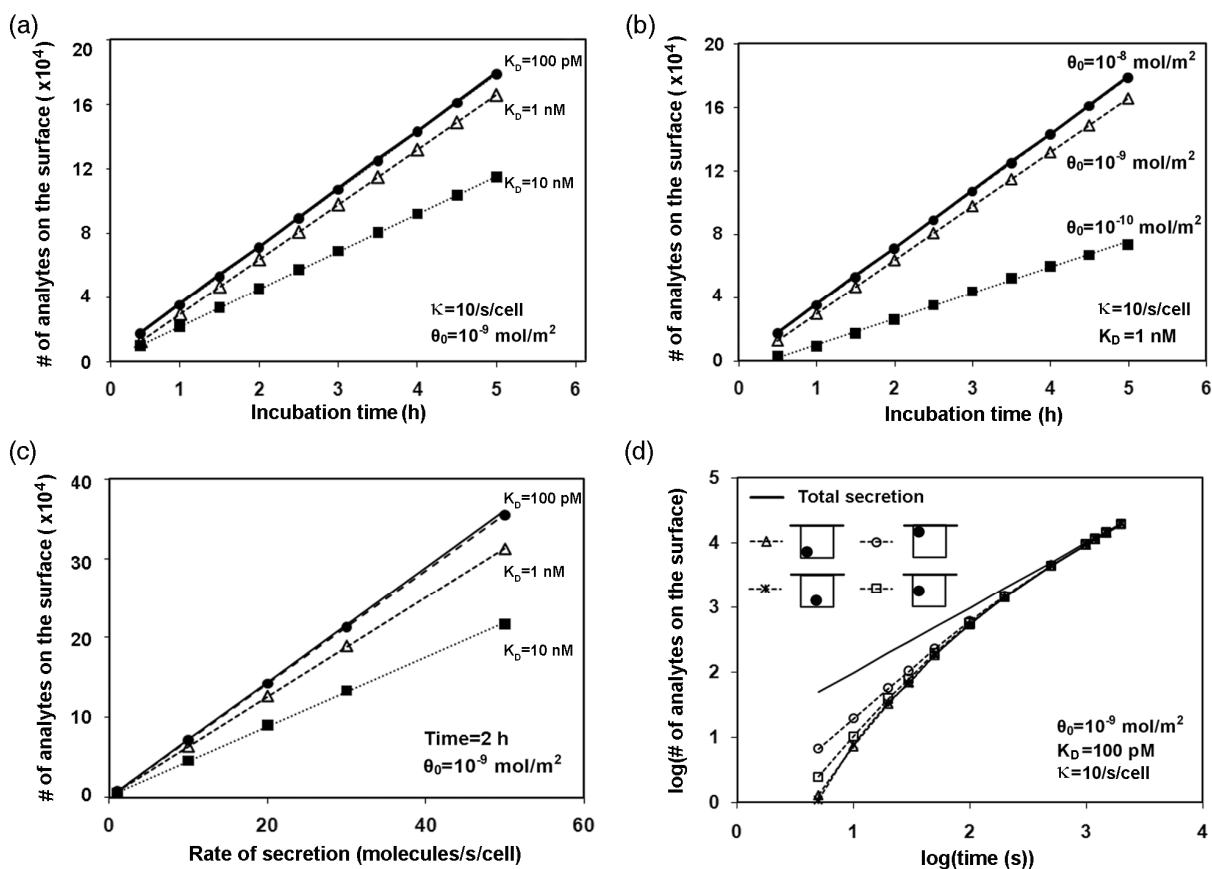 (a)
# of analytes on the surface ( x10⁴)
20
16
12
8
4
0
K_D=100 pM
K_D=1 nM
K_D=10 nM
K=10/s/cell
θ₀=10⁻⁹ mol/m²
0 1 2 3 4 5 6
Incubation time (h)
(b)
# of analytes on the surface ( x10⁴)
20
16
12
8
4
0
θ₀=10⁻⁸ mol/m²
θ₀=10⁻⁹ mol/m²
θ₀=10⁻¹⁰ mol/m²
K=10/s/cell
K_D=1 nM
0 1 2 3 4 5 6
Incubation time (h)
(c)
# of analytes on the surface ( x10⁴)
40
30
20
10
0
K_D=100 pM
K_D=1 nM
K_D=10 nM
Time=2 h
θ₀=10⁻⁹ mol/m²
0 20 40 60
Rate of secretion (molecules/s/cell)
(d)
log(# of analytes on the surface)
5
4
3
2
1
0
Total secretion
θ₀=10⁻⁹ mol/m²
K_D=100 pM
K=10/s/cell
0 1 2 3 4
log(time (s))